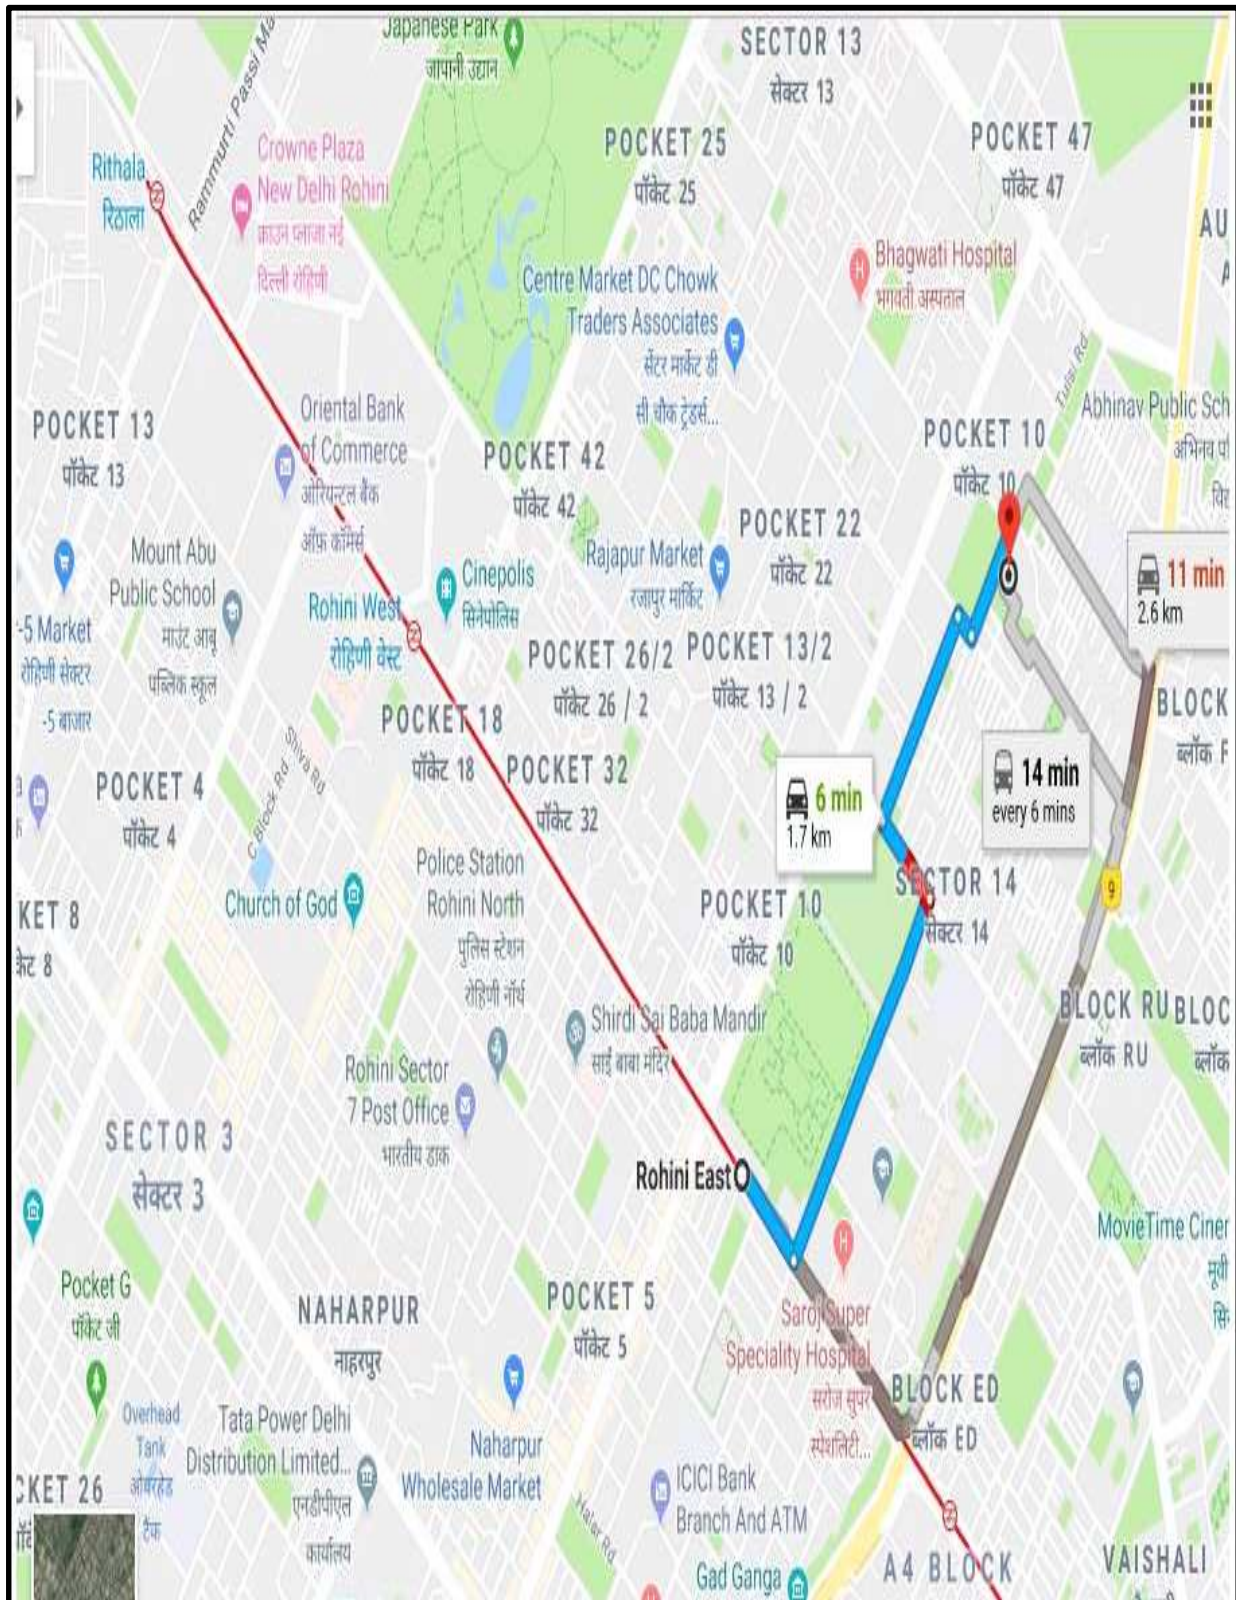 Japanese Park
जापानी उद्यान
SECTOR 13
सेक्टर 13
Rammurti Passi Ma
POCKET 25
पॉकेट 25
POCKET 47
पॉकेट 47
Rithala
रिठाला
Crowne Plaza
New Delhi Rohini
क्राउन प्लाजा नई
दिल्ली रोहिणी
AU
Bhagwati Hospital
भगवती अस्पताल
Centre Market DC Chowk
Traders Associates
सेंटर मार्केट डी
सी चौक ट्रेडर्स...
Tulsi Rd
Oriental Bank
of Commerce
ओरियन्टल बैंक
ऑफ़ कॉमर्स
POCKET 13
पॉकेट 13
POCKET 42
पॉकेट 42
POCKET 10
पॉकेट 10
Abhinav Public Sch
अभिनव
Mount Abu
Public School
माउंट आबू
पब्लिक स्कूल
Rajapur Market
रजापुर मार्किट
POCKET 22
पॉकेट 22
11 min
2.6 km
Cinepolis
सिनेपोलिस
Rohini West
रोहिणी वेस्ट
-5 Market
रोहिणी सेक्टर
-5 बाजार
POCKET 26/2
पॉकेट 26 / 2
POCKET 13/2
पॉकेट 13 / 2
BLOCK
ब्लॉक F
POCKET 18
पॉकेट 18
POCKET 32
पॉकेट 32
Shiva Rd
C Block Rd
POCKET 4
पॉकेट 4
6 min
1.7 km
14 min
every 6 mins
Police Station
Rohini North
पुलिस स्टेशन
रोहिणी नॉर्थ
Church of God
KET 8
केट 8
POCKET 10
पॉकेट 10
SECTOR 14
सेक्टर 14
9
Shirdi Sai Baba Mandir
साईं बाबा मंदिर
BLOCK RU
ब्लॉक RU
BLOC
ब्लॉक
Rohini Sector
7 Post Office
भारतीय डाक
SECTOR 3
सेक्टर 3
Rohini East
MovieTime Ciner
मूवी
Pocket G
पॉकेट जी
NAHARPUR
नाहरपुर
POCKET 5
पॉकेट 5
Saroj Super
Speciality Hospital
सरोज सुपर
स्पेशलिटी...
BLOCK ED
ब्लॉक ED
Overhead
Tank
ओवरहेड
टैंक
Tata Power Delhi
Distribution Limited...
एनडीपीएल
कार्यालय
Naharpur
Wholesale Market
ICICI Bank
Branch And ATM
CKET 26
Gad Ganga
A4 BLOCK
VAISHALI